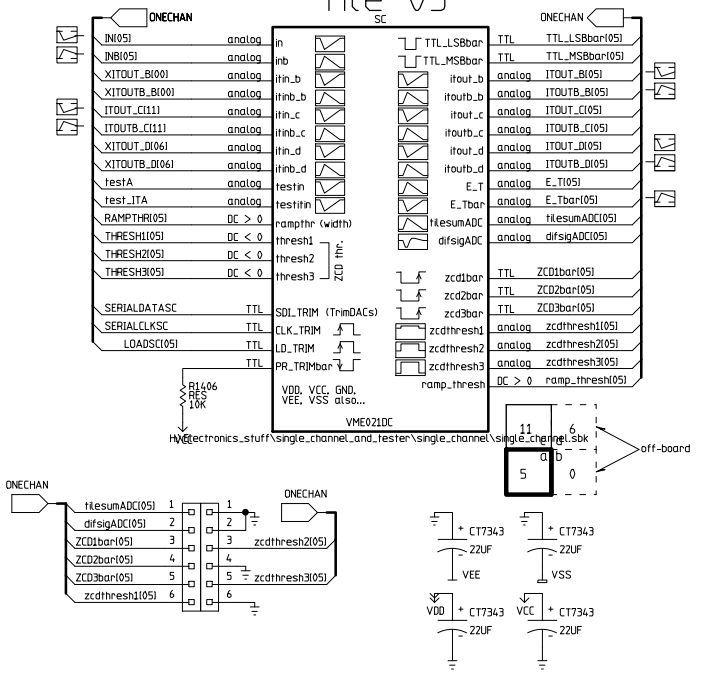 SC
ONECHAN
ONECHAN
IN[05] analog in TTL_LSBbar TTL TTL_LSBbar[05]
INB[05] analog inb TTL_MSBbar TTL TTL_MSBbar[05]
XITOUT_B[00] analog itin_b itout_b analog ITOUT_B[05]
XITOUTB_B[00] analog itinb_b itoutb_b analog ITOUTB_B[05]
ITOUT_C[11] analog itin_c itout_c analog ITOUT_C[05]
ITOUTB_C[11] analog itinb_c itoutb_c analog ITOUTB_C[05]
XITOUT_D[06] analog itin_d itout_d analog ITOUT_D[05]
XITOUTB_D[06] analog itinb_d itoutb_d analog ITOUTB_D[05]
testA analog testin E_T analog E_T[05]
test_ITA analog testitin E_Tbar analog E_Tbar[05]
RAMPTHR[05] DC > 0 rampthr (width) tilesumADC analog tilesumADC[05]
THRESH1[05] DC < 0 thresh1 difsigADC analog difsigADC[05]
THRESH2[05] DC < 0 thresh2
THRESH3[05] DC < 0 thresh3
ZCD thr.
zcd1bar TTL ZCD1bar[05]
zcd2bar TTL ZCD2bar[05]
SERIALDATASC TTL SDI_TRIM (TrimDACs) zcd3bar TTL ZCD3bar[05]
SERIALCLKSC TTL CLK_TRIM zcdthresh1 analog zcdthresh1[05]
LOADSC[05] TTL LD_TRIM zcdthresh2 analog zcdthresh2[05]
TTL PR_TRIMbar zcdthresh3 analog zcdthresh3[05]
ramp_thresh DC > 0 ramp_thresh[05]
R1406
RES
10K
VCC
VDD, VCC, GND,
VEE, VSS also...
VME021DC
H:\Electronics_stuff\single_channel_and_tester\single_channel\single_channel.sbk
11 6
c d
a b
5 0
off-board
ONECHAN
ONECHAN
tilesumADC[05] 1 1
difsigADC[05] 2 2
ZCD1bar[05] 3 3 zcdthresh2[05]
ZCD2bar[05] 4 4
ZCD3bar[05] 5 5 zcdthresh3[05]
zcdthresh1[05] 6 6
+ CT7343
22UF
VEE
+ CT7343
22UF
VSS
VDD + CT7343
22UF
VCC + CT7343
22UF